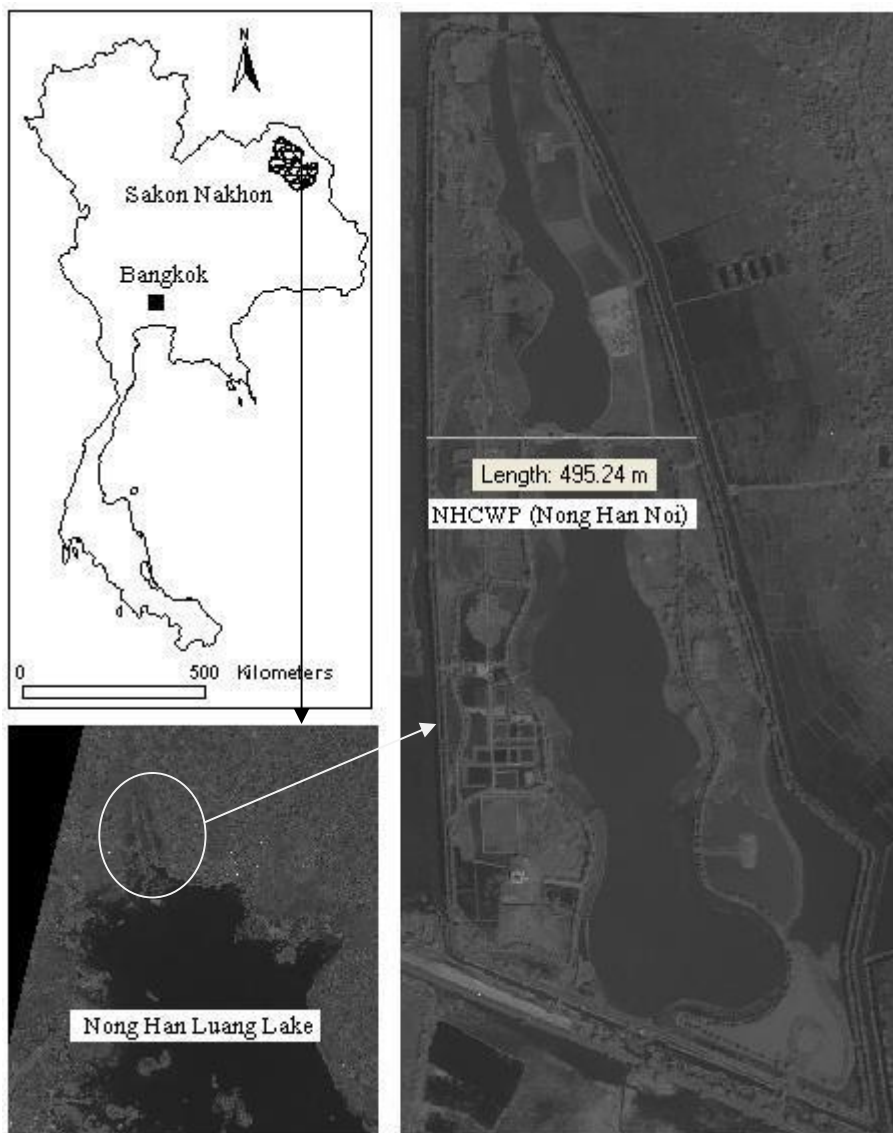 Sakon Nakhon
Bangkok
0 500 Kilometers
Nong Han Luang Lake
Length: 495.24 m
NHCWP (Nong Han Noi)